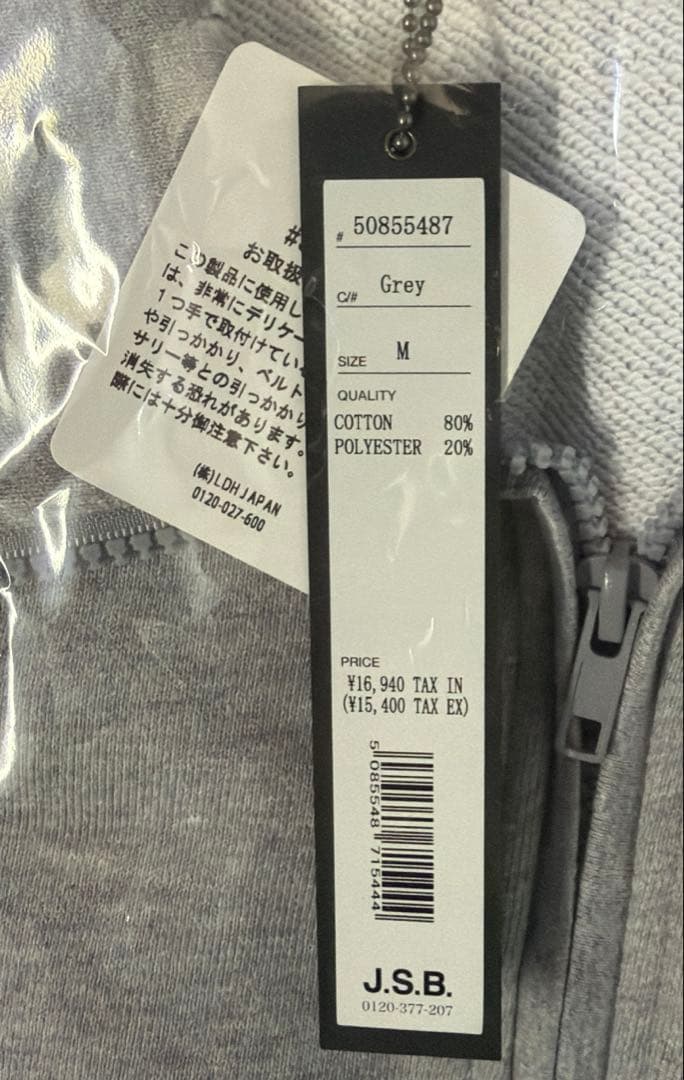 お取扱
この製品に使用し
は、非常にデリケー
1つ手で取付けてい
や引っかかり、ベルト
サリー等との引っかかり
消失する恐れがあります。
際には十分御注意下さい。
(株)LDH JAPAN
0120-027-600
# 50855487
C/# Grey
SIZE M
QUALITY
COTTON 80%
POLYESTER 20%
PRICE
¥16,940 TAX IN
(¥15,400 TAX EX)
5 085548 715444
J.S.B.
0120-377-207